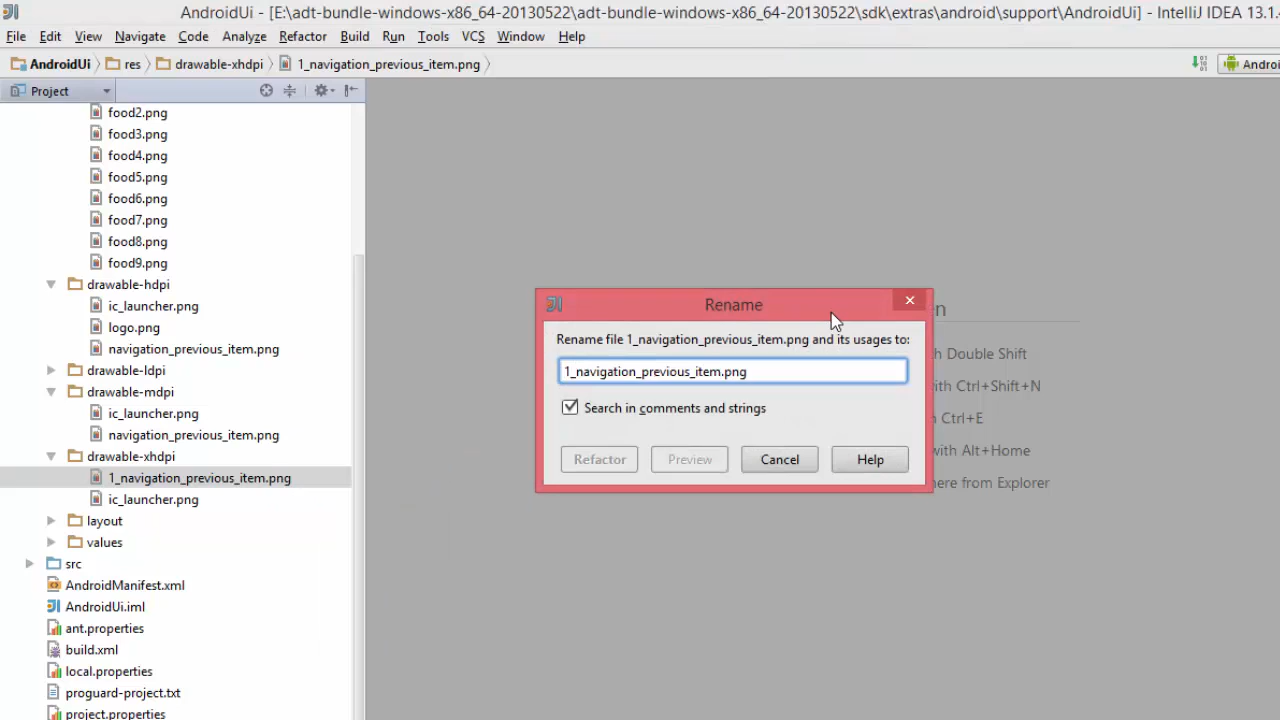 AndroidUi - [E:\adt-bundle-windows-x86_64-20130522\adt-bundle-windows-x86_64-20130522\sdk\extras\android\support\AndroidUi] - IntelliJ IDEA 13.1.
File Edit View Navigate Code Analyze Refactor Build Run Tools VCS Window Help
AndroidUi res drawable-xhdpi 1_navigation_previous_item.png Androi
Project
food2.png
food3.png
food4.png
food5.png
food6.png
food7.png
food8.png
food9.png
drawable-hdpi
ic_launcher.png
logo.png
navigation_previous_item.png
drawable-ldpi
drawable-mdpi
ic_launcher.png
navigation_previous_item.png
drawable-xhdpi
1_navigation_previous_item.png
ic_launcher.png
layout
values
src
AndroidManifest.xml
AndroidUi.iml
ant.properties
build.xml
local.properties
proguard-project.txt
project.properties
Rename
Rename file 1_navigation_previous_item.png and its usages to:
1_navigation_previous_item.png
Search in comments and strings
Refactor Preview Cancel Help
n
h Double Shift
with Ctrl+Shift+N
h Ctrl+E
with Alt+Home
here from Explorer